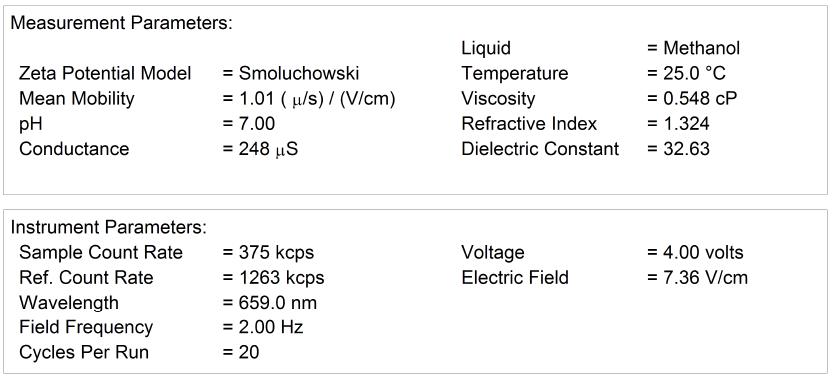 Measurement Parameters:
Liquid = Methanol
Zeta Potential Model = Smoluchowski Temperature = 25.0 °C
Mean Mobility = 1.01 ( μ/s) / (V/cm) Viscosity = 0.548 cP
pH = 7.00 Refractive Index = 1.324
Conductance = 248 μS Dielectric Constant = 32.63
Instrument Parameters:
Sample Count Rate = 375 kcps Voltage = 4.00 volts
Ref. Count Rate = 1263 kcps Electric Field = 7.36 V/cm
Wavelength = 659.0 nm
Field Frequency = 2.00 Hz
Cycles Per Run = 20